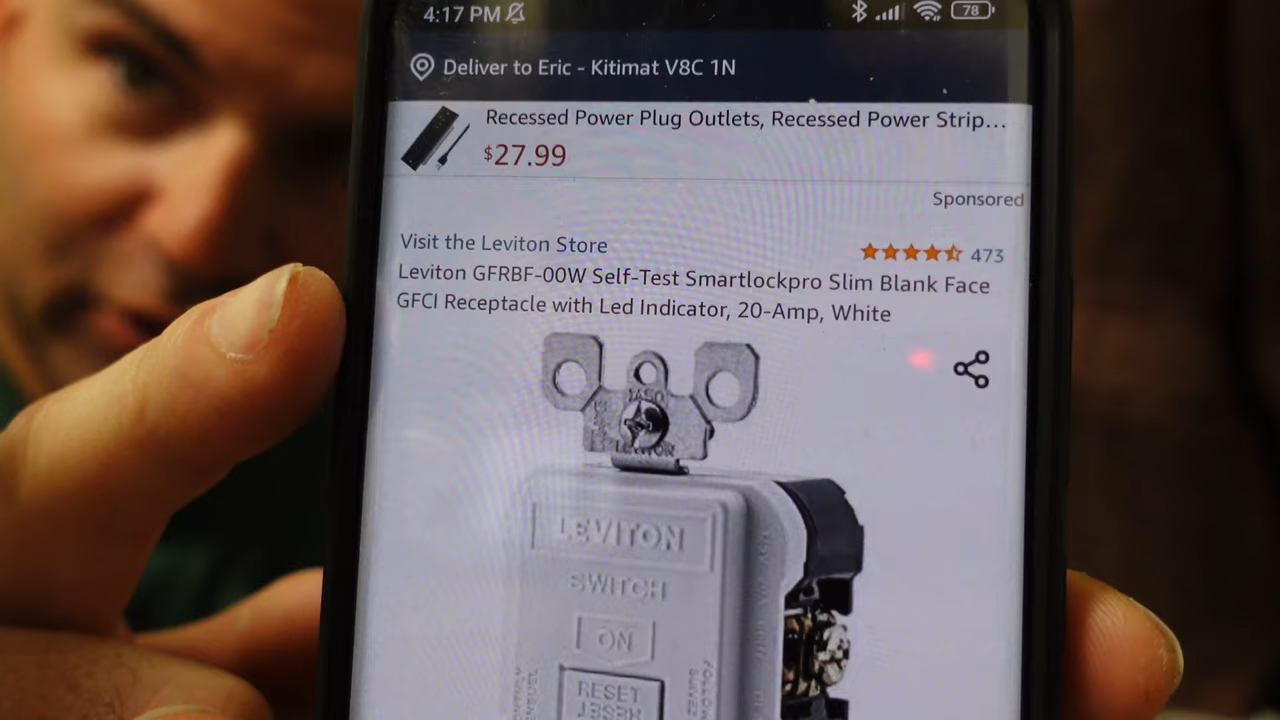 4:17 PM
78
Deliver to Eric - Kitimat V8C 1N
Recessed Power Plug Outlets, Recessed Power Strip...
$27.99
Sponsored
Visit the Leviton Store
473
Leviton GFRBF-00W Self-Test Smartlockpro Slim Blank Face
GFCI Receptacle with Led Indicator, 20-Amp, White
LEVITON
LEVITON
SWITCH
ON
RESET